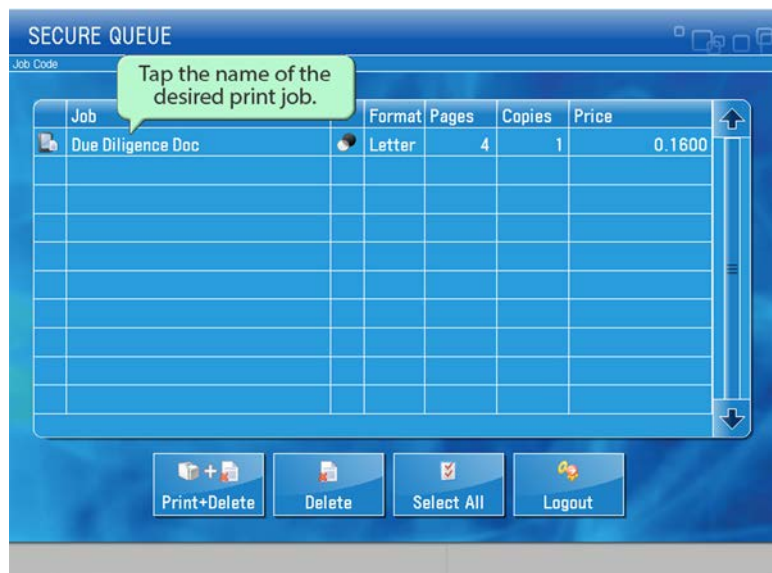 SECURE QUEUE
Job Code
Tap the name of the
desired print job.
Job Format Pages Copies Price
Due Diligence Doc Letter 4 1 0.1600
Print+Delete Delete Select All Logout